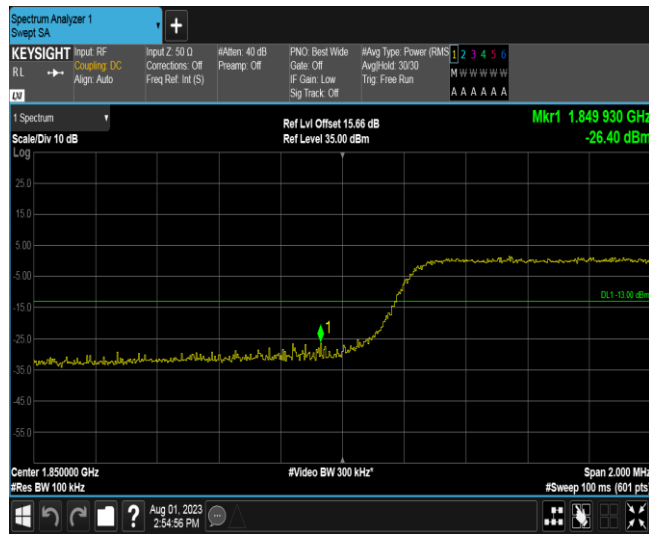 Spectrum Analyzer 1
Swept SA
+
KEYSIGHT Input: RF Input Z: 50 Ω #Atten: 40 dB PNO: Best Wide #Avg Type: Power (RMS 1 2 3 4 5 6
RL Coupling: DC Corrections: Off Preamp: Off Gate: Off Avg|Hold: 30/30 M W W W W W
Align: Auto Freq Ref: Int (S) IF Gain: Low Trig: Free Run
LXI Sig Track: Off A A A A A A
1 Spectrum Ref Lvl Offset 15.66 dB Mkr1 1.849 930 GHz
Scale/Div 10 dB Ref Level 35.00 dBm -26.40 dBm
Log
25.0
15.0
5.00
-5.00
DL1 -13.00 dBm
-15.0
1
-25.0
-35.0
-45.0
-55.0
Center 1.850000 GHz #Video BW 300 kHz* Span 2.000 MHz
#Res BW 100 kHz #Sweep 100 ms (601 pts
? Aug 01, 2023
2:54:56 PM